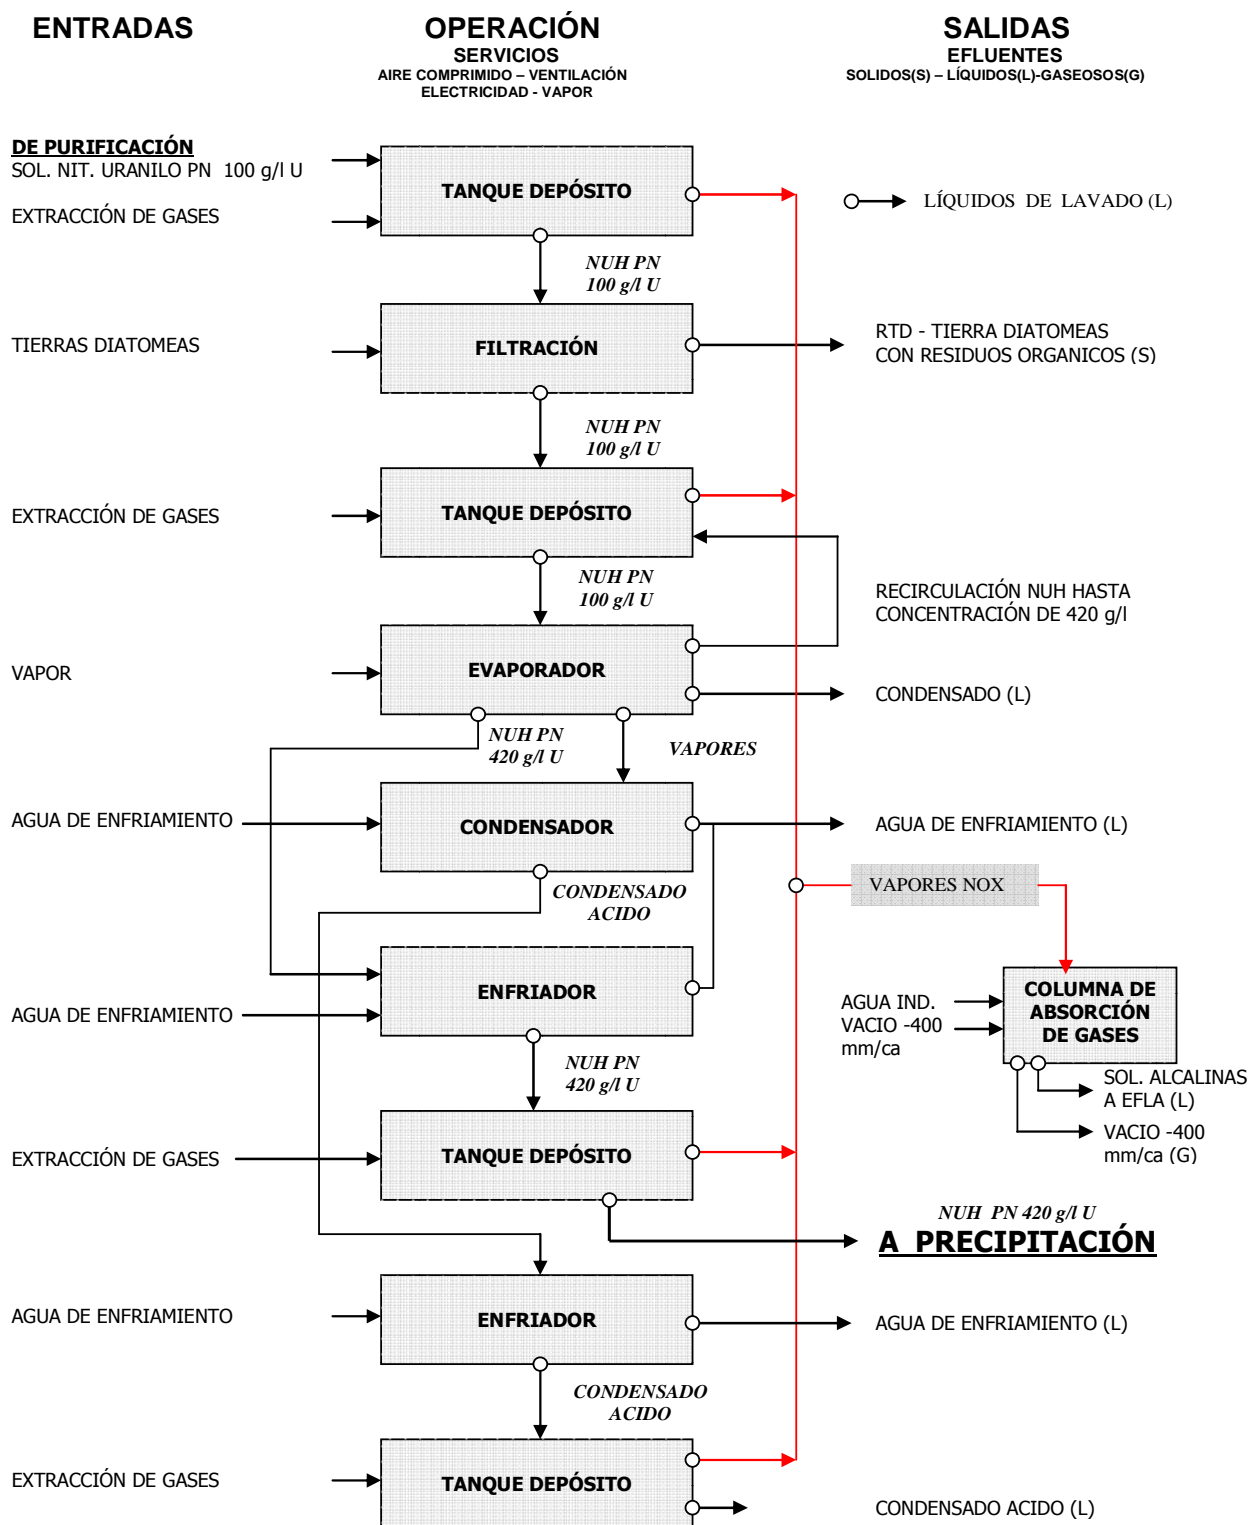 ENTRADAS
OPERACIÓN
SERVICIOS
AIRE COMPRIMIDO – VENTILACIÓN
ELECTRICIDAD - VAPOR
SALIDAS
EFLUENTES
SOLIDOS(S) – LÍQUIDOS(L)-GASEOSOS(G)
DE PURIFICACIÓN
SOL. NIT. URANILO PN 100 g/l U
EXTRACCIÓN DE GASES
TANQUE DEPÓSITO
LÍQUIDOS DE LAVADO (L)
NUH PN
100 g/l U
TIERRAS DIATOMEAS
FILTRACIÓN
RTD - TIERRA DIATOMEAS
CON RESIDUOS ORGANICOS (S)
NUH PN
100 g/l U
EXTRACCIÓN DE GASES
TANQUE DEPÓSITO
NUH PN
100 g/l U
RECIRCULACIÓN NUH HASTA
CONCENTRACIÓN DE 420 g/l
VAPOR
EVAPORADOR
CONDENSADO (L)
NUH PN
420 g/l U
VAPORES
AGUA DE ENFRIAMIENTO
CONDENSADOR
AGUA DE ENFRIAMIENTO (L)
CONDENSADO
ACIDO
VAPORES NOX
ENFRIADOR
AGUA DE ENFRIAMIENTO
AGUA IND.
VACIO -400
mm/ca
COLUMNA DE
ABSORCIÓN
DE GASES
NUH PN
420 g/l U
SOL. ALCALINAS
A EFLA (L)
VACIO -400
mm/ca (G)
EXTRACCIÓN DE GASES
TANQUE DEPÓSITO
NUH PN 420 g/l U
A PRECIPITACIÓN
AGUA DE ENFRIAMIENTO
ENFRIADOR
AGUA DE ENFRIAMIENTO (L)
CONDENSADO
ACIDO
EXTRACCIÓN DE GASES
TANQUE DEPÓSITO
CONDENSADO ACIDO (L)